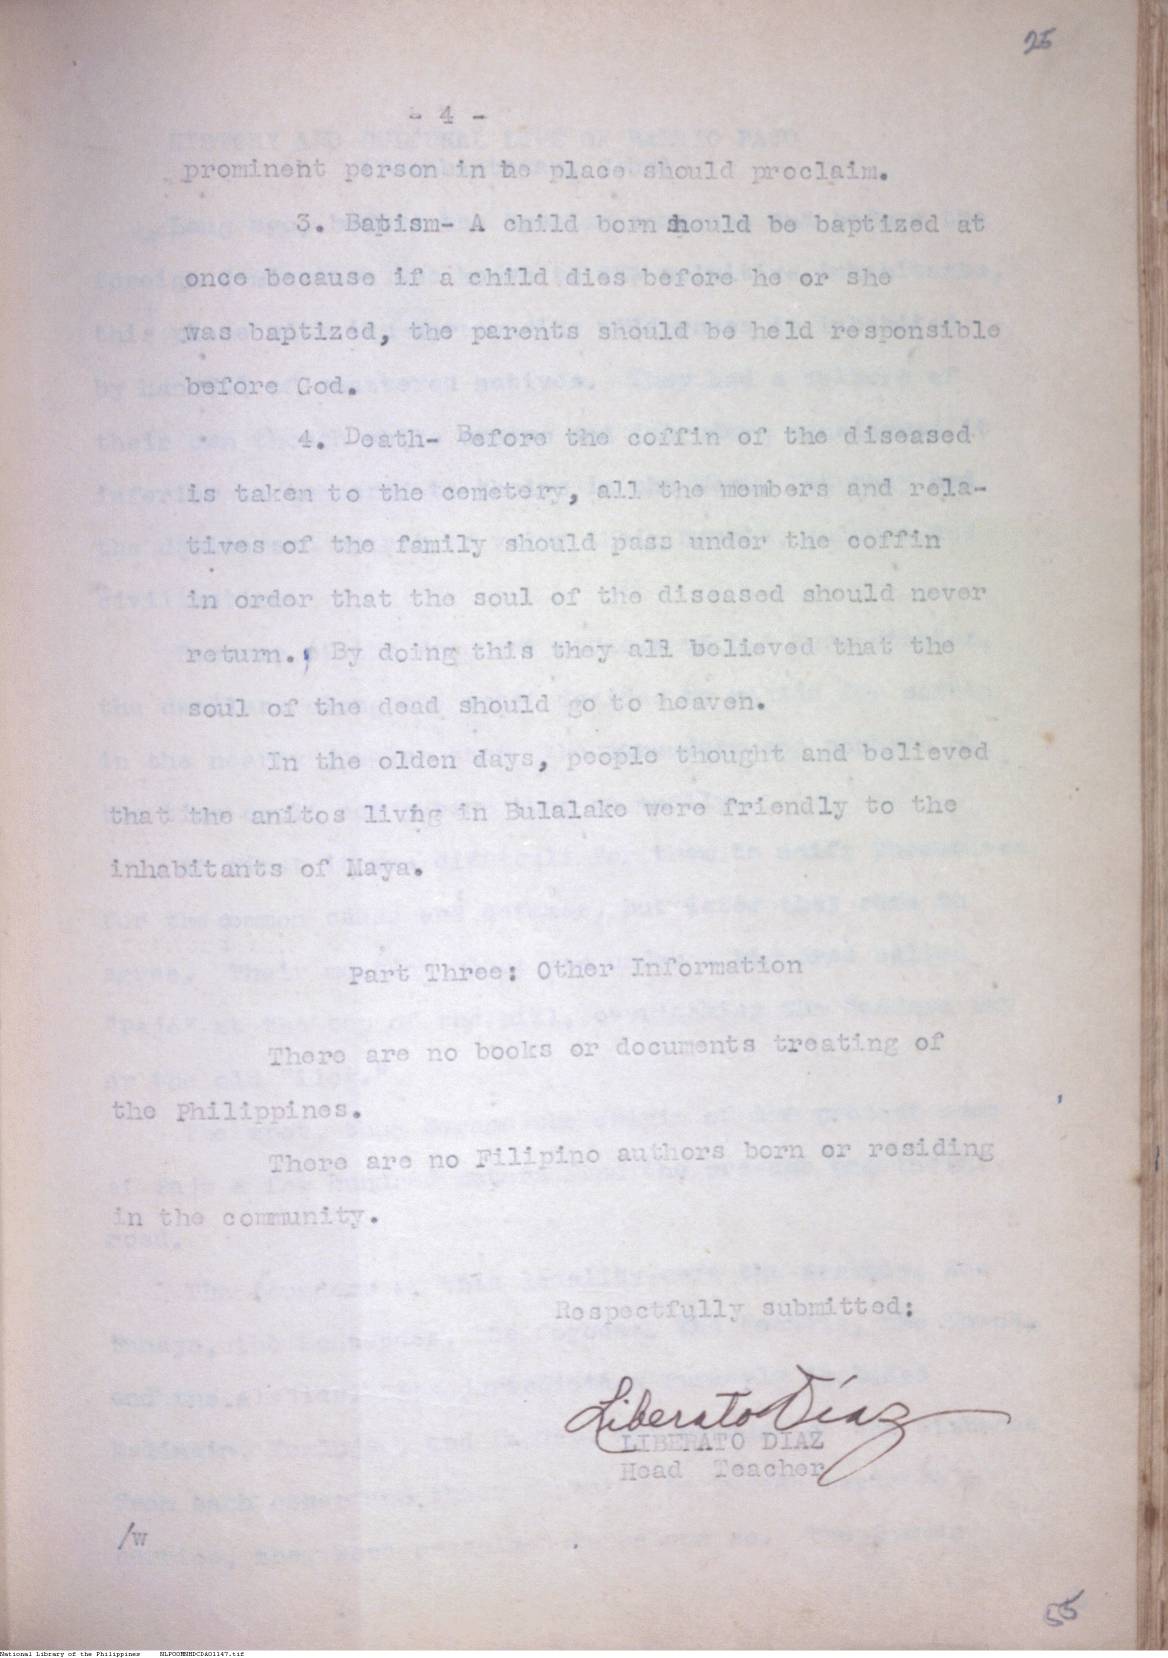 25
- 4 -
prominent person in he place should proclaim.
3. Batism- A child born should be baptized at
once because if a child dies before he or she
was baptized, the parents should be held responsible
before God.
4. Death- Before the coffin of the diseased
is taken to the cemetery, all the members and rela-
tives of the family should pass under the coffin
in order that the soul of the diseased should never
return. By doing this they all believed that the
soul of the dead should go to heaven.
In the olden days, people thought and believed
that the anitos livng in Bulalake were friendly to the
inhabitants of Maya.
Part Three: Other Information
There are no books or documents treating of
the Philippines.
There are no Filipino authors born or residing
in the community.
Respectfully submitted:
Liberato Díaz
LIBERATO DIAZ
Head Teacher
/w
55
National Library of the Philippines NLPOOMNHDCDA01147.tif